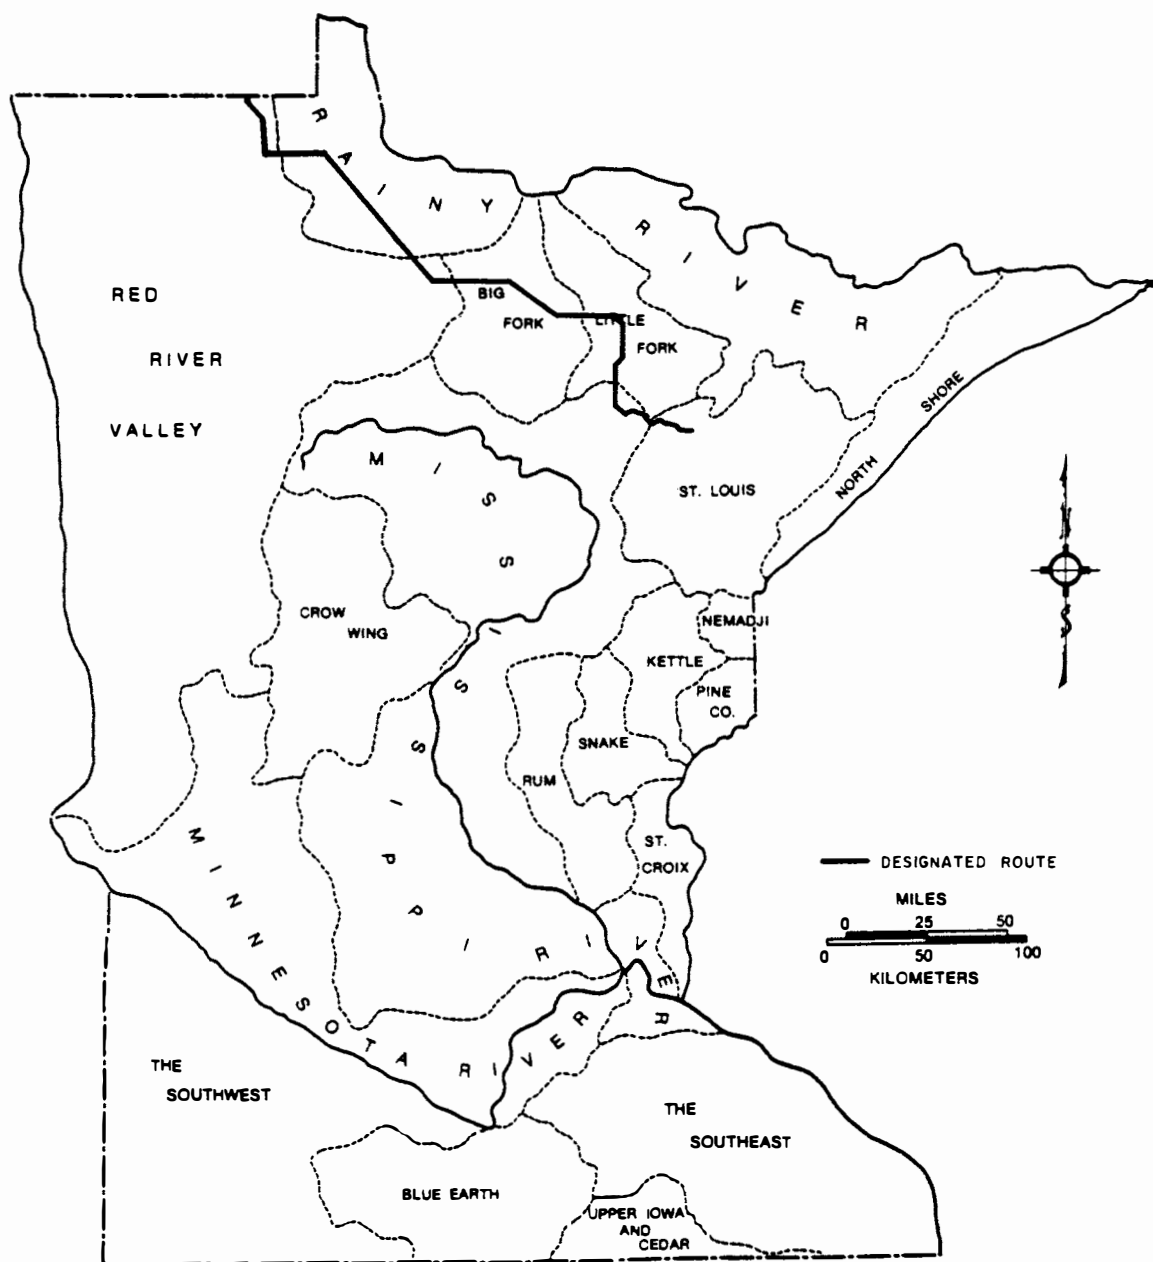 RAINY
RIVER
RED
RIVER
VALLEY
BIG
FORK
LITTLE
FORK
NORTH SHORE
MISSISSIPPI RIVER
ST. LOUIS
CROW
WING
NEMADJI
KETTLE
PINE
CO.
SNAKE
RUM
ST.
CROIX
MINNESOTA RIVER
DESIGNATED ROUTE
MILES
0 25 50
0 50 100
KILOMETERS
THE
SOUTHWEST
THE
SOUTHEAST
BLUE EARTH
UPPER IOWA
AND
CEDAR